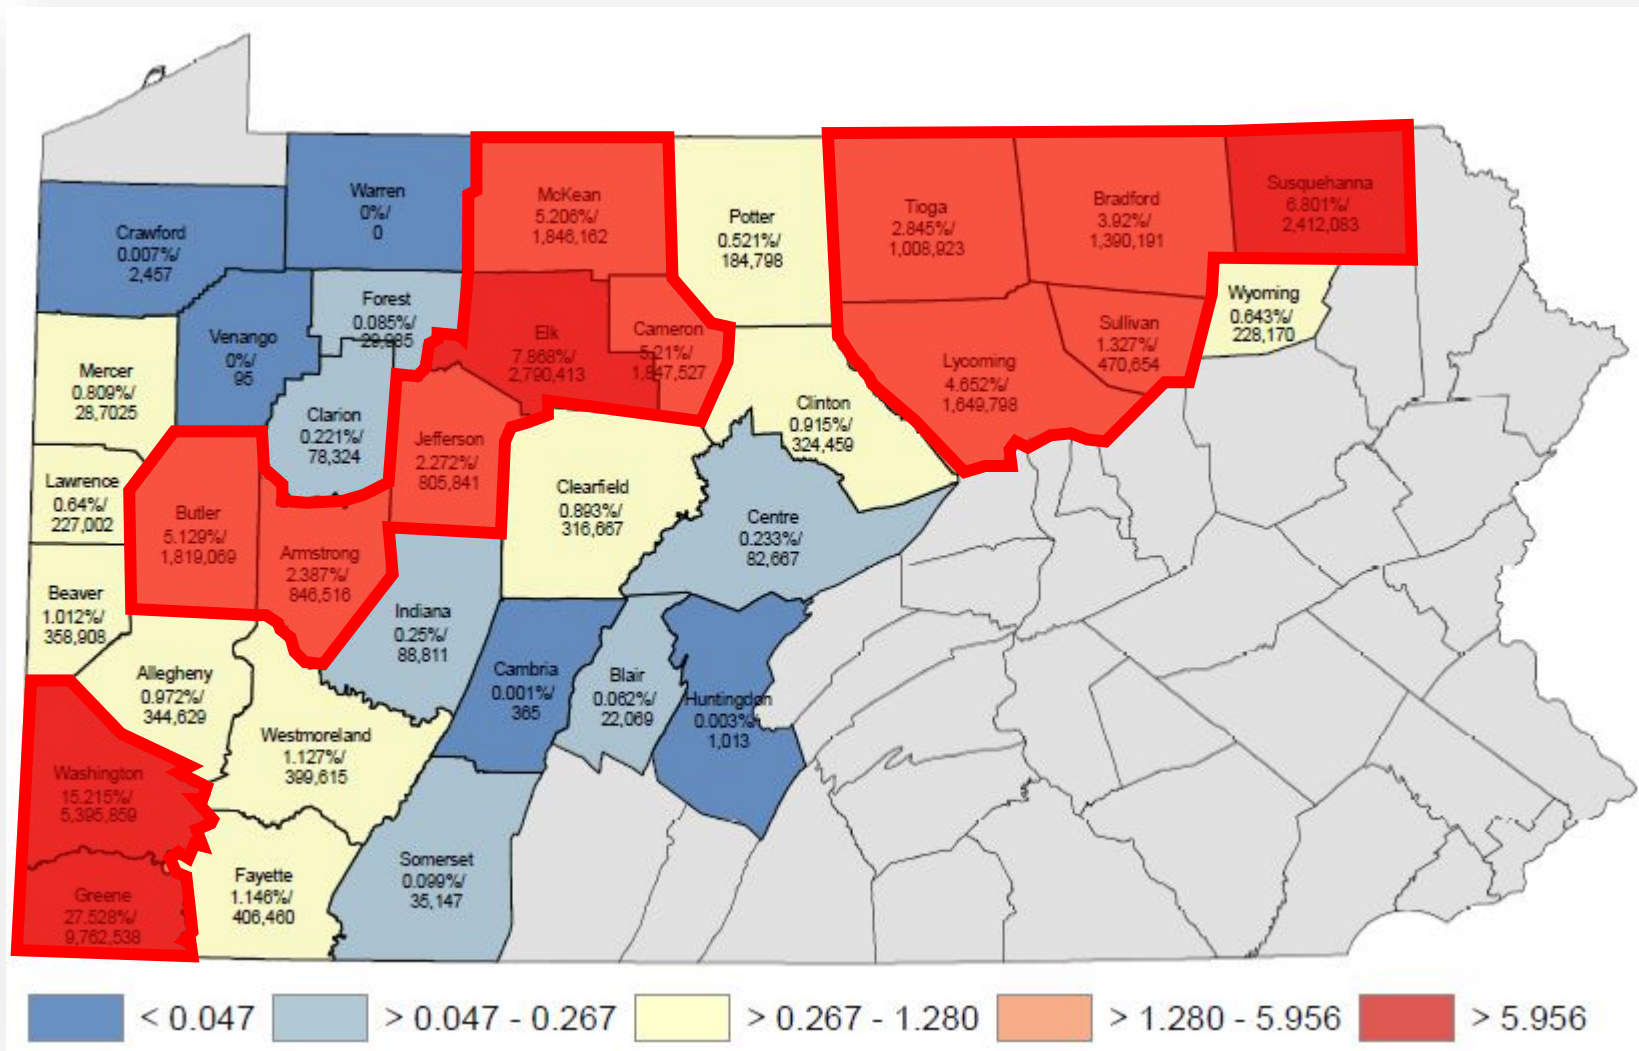 Warren
0%/
0
McKean
5.206%/
1,846,162
Potter
0.521%/
184,798
Tioga
2.845%/
1,008,923
Bradford
3.92%/
1,390,191
Susquehanna
6.801%/
2,412,083
Crawford
0.007%/
2,457
Forest
0.085%/
29,985
Venango
0%/
95
Elk
7.868%/
2,790,413
Cameron
5.21%/
1,847,527
Wyoming
0.643%/
228,170
Sullivan
1.327%/
470,654
Lycoming
4.652%/
1,649,798
Mercer
0.809%/
28,7025
Clarion
0.221%/
78,324
Jefferson
2.272%/
805,841
Clinton
0.915%/
324,459
Lawrence
0.64%/
227,002
Butler
5.129%/
1,819,069
Armstrong
2.387%/
846,516
Clearfield
0.893%/
316,667
Centre
0.233%/
82,667
Beaver
1.012%/
358,908
Indiana
0.25%/
88,811
Allegheny
0.972%/
344,629
Cambria
0.001%/
365
Blair
0.062%/
22,069
Huntingdon
0.003%/
1,013
Westmoreland
1.127%/
399,615
Washington
15.215%/
5,395,859
Somerset
0.099%/
35,147
Fayette
1.146%/
406,460
Greene
27.528%/
9,762,538
< 0.047
> 0.047 - 0.267
> 0.267 - 1.280
> 1.280 - 5.956
> 5.956